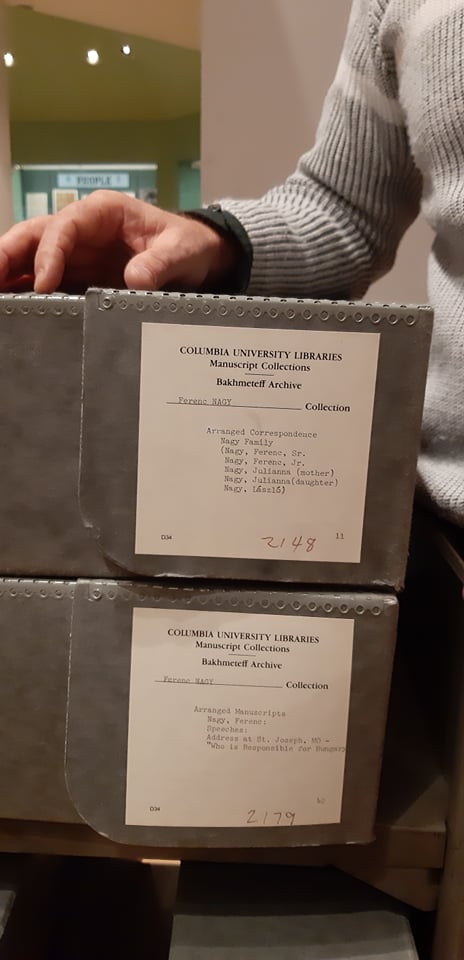 PEOPLE
COLUMBIA UNIVERSITY LIBRARIES
Manuscript Collections
Bakhmeteff Archive
Ferenc NAGY Collection
Arranged Correspondence
Nagy Family
(Nagy, Ferenc, Sr.
Nagy, Ferenc, Jr.
Nagy, Julianna (mother)
Nagy, Julianna(daughter)
Nagy, László)
D34 2148 11
COLUMBIA UNIVERSITY LIBRARIES
Manuscript Collections
Bakhmeteff Archive
Ferenc NAGY Collection
Arranged Manuscripts
Nagy, Ferenc:
Speeches:
Address at St. Joseph, MO -
"Who is Responsible for Hungary
D34 2179